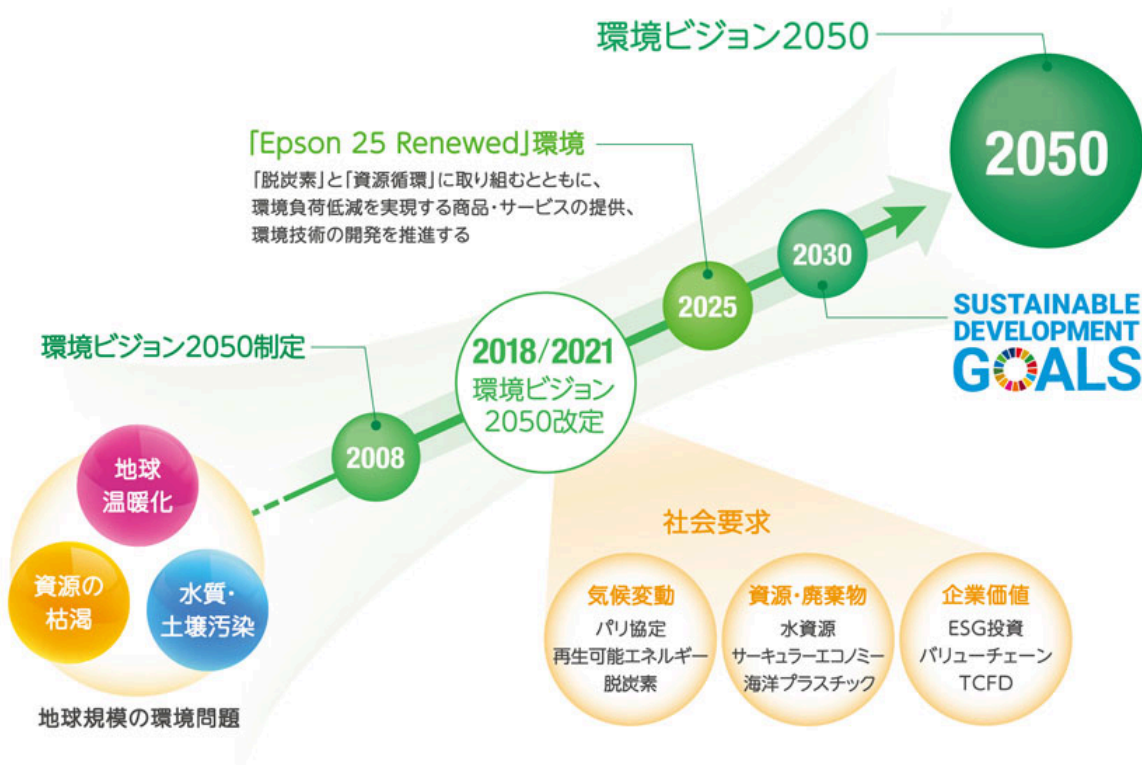 環境ビジョン2050
2050
「Epson 25 Renewed」環境
「脱炭素」と「資源循環」に取り組むとともに、
環境負荷低減を実現する商品・サービスの提供、
環境技術の開発を推進する
2030
2025
SUSTAINABLE
DEVELOPMENT
GOALS
環境ビジョン2050制定
2018/2021
環境ビジョン
2050改定
2008
地球
温暖化
資源の
枯渇
水質・
土壌汚染
地球規模の環境問題
社会要求
気候変動
パリ協定
再生可能エネルギー
脱炭素
資源・廃棄物
水資源
サーキュラーエコノミー
海洋プラスチック
企業価値
ESG投資
バリューチェーン
TCFD